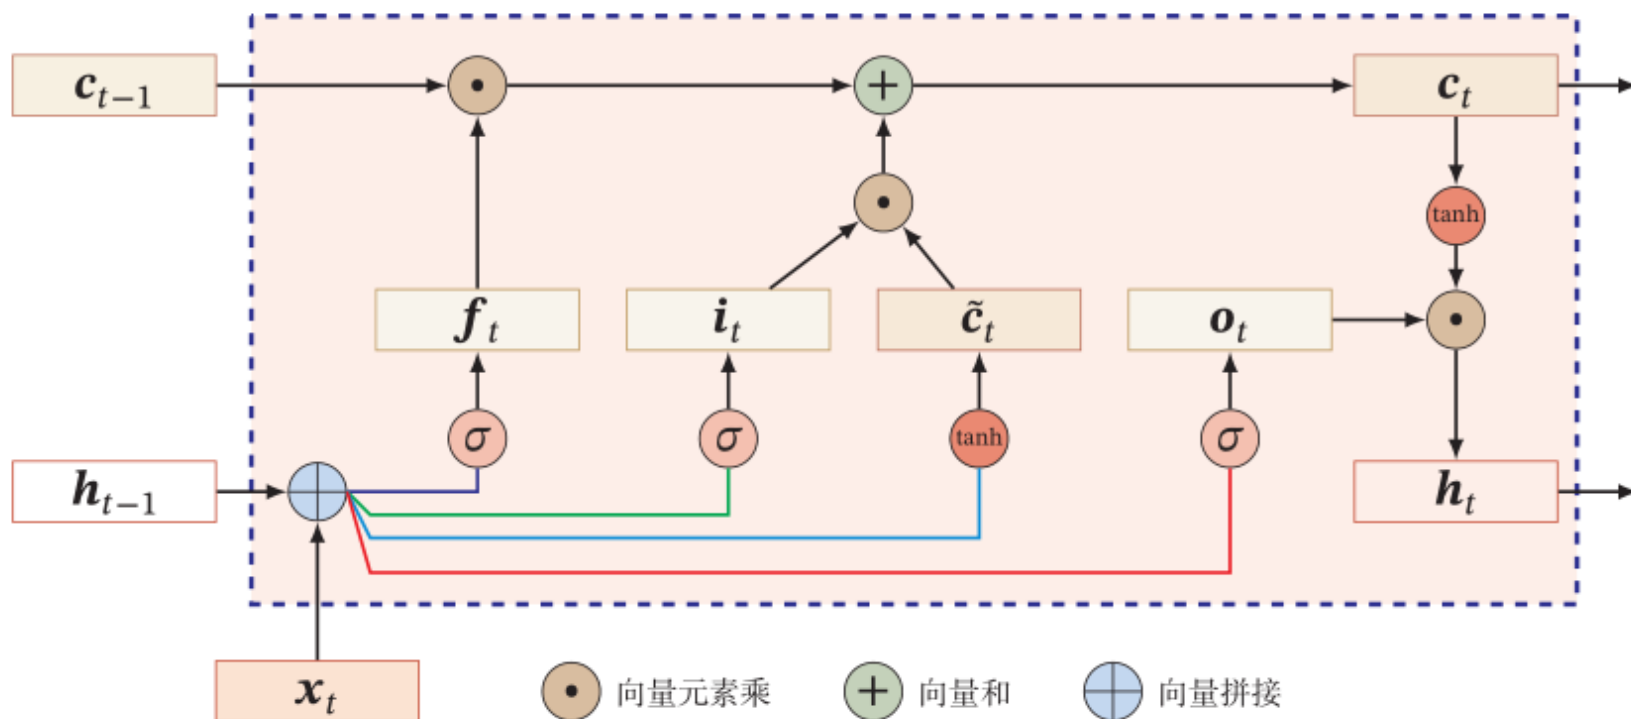 c_{t-1}
c_t
tanh
f_t
i_t
c̃_t
o_t
σ
σ
tanh
σ
h_{t-1}
h_t
x_t
向量元素乘
向量和
向量拼接